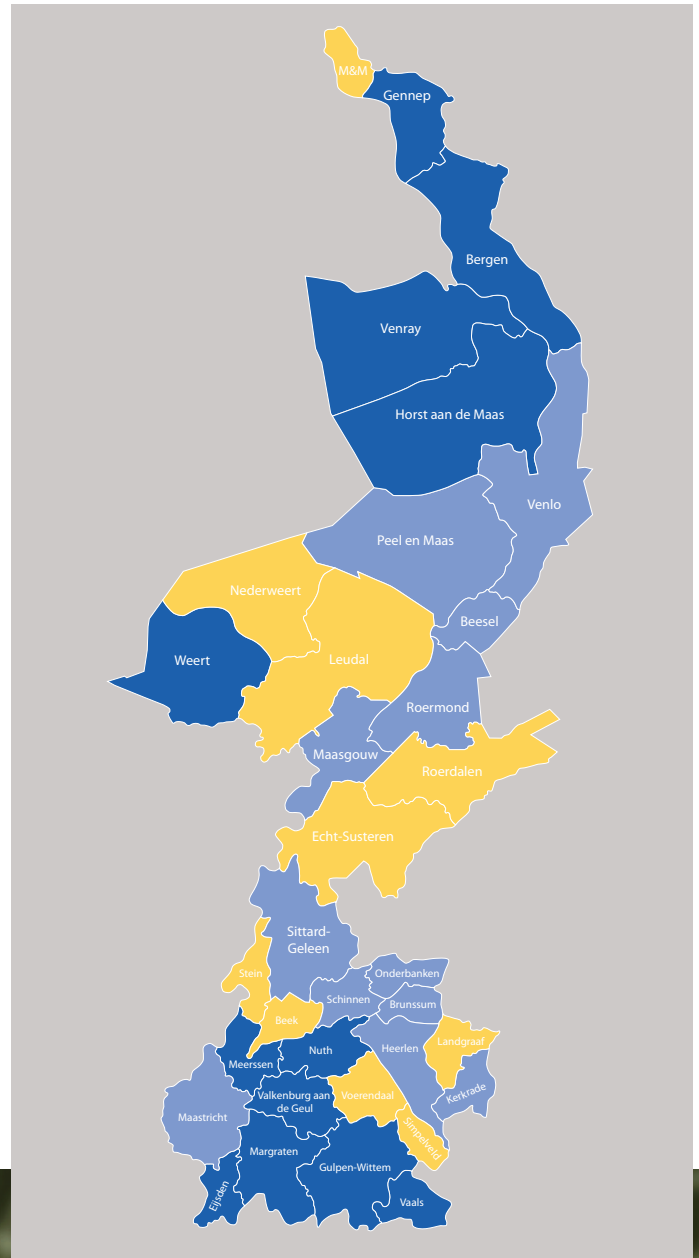 M&M
Gennep
Bergen
Venray
Horst aan de Maas
Venlo
Peel en Maas
Nederweert
Beesel
Weert
Leudal
Roermond
Maasgouw
Roerdalen
Echt-Susteren
Sittard-
Geleen
Stein
Onderbanken
Schinnen
Brunssum
Beek
Landgraaf
Heerlen
Nuth
Meerssen
Kerkrade
Valkenburg aan
de Geul
Voerendaal
Maastricht
Simpelveld
Margraten
Gulpen-Wittem
Eijsden
Vaals